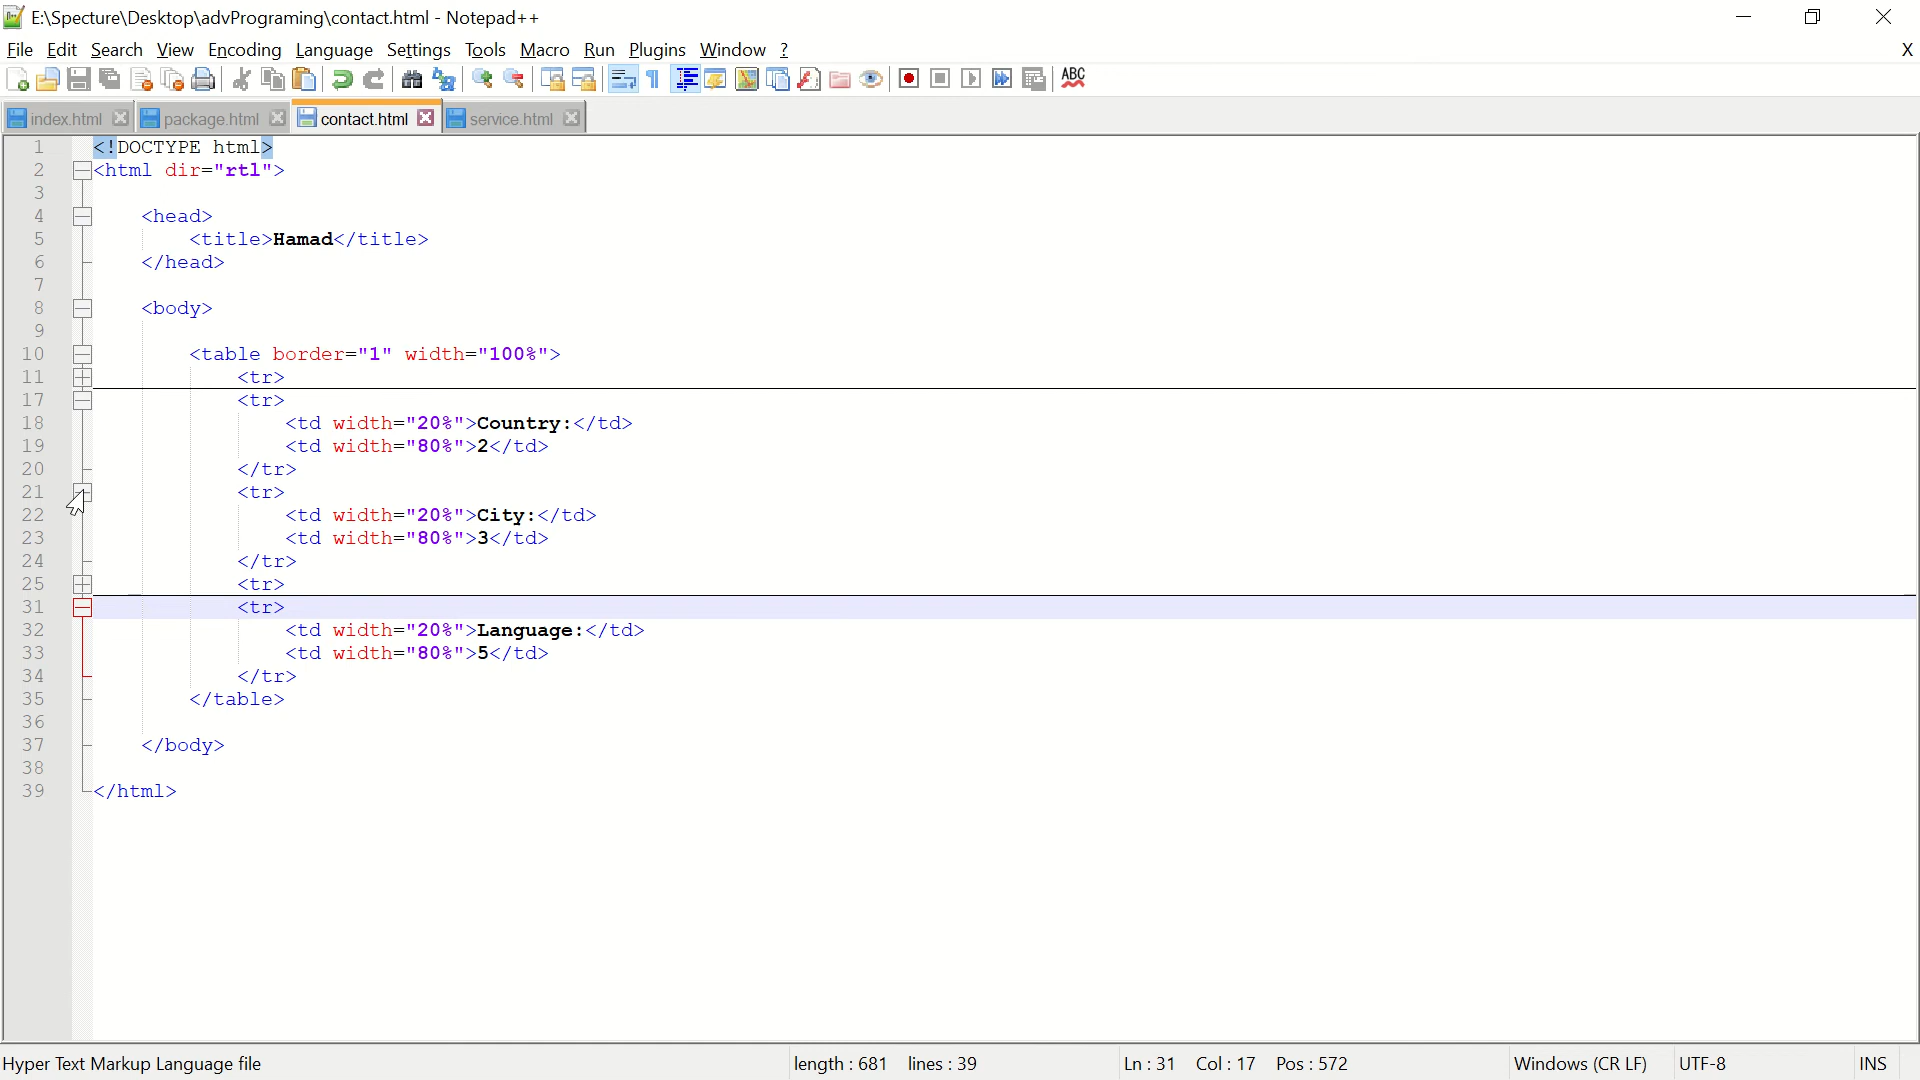 E:\Specture\Desktop\advPrograming\contact.html - Notepad++
File Edit Search View Encoding Language Settings Tools Macro Run Plugins Window ? X
ABC
index.html package.html contact.html service.html
1 <!DOCTYPE html>
2 <html dir="rtl">
3
4 <head>
5 <title>Hamad</title>
6 </head>
7
8 <body>
9
10 <table border="1" width="100%">
11 <tr>
17 <tr>
18 <td width="20%">Country:</td>
19 <td width="80%">2</td>
20 </tr>
21 <tr>
22 <td width="20%">City:</td>
23 <td width="80%">3</td>
24 </tr>
25 <tr>
31 <tr>
32 <td width="20%">Language:</td>
33 <td width="80%">5</td>
34 </tr>
35 </table>
36
37 </body>
38
39 </html>
Hyper Text Markup Language file length : 681 lines : 39 Ln : 31 Col : 17 Pos : 572 Windows (CR LF) UTF-8 INS